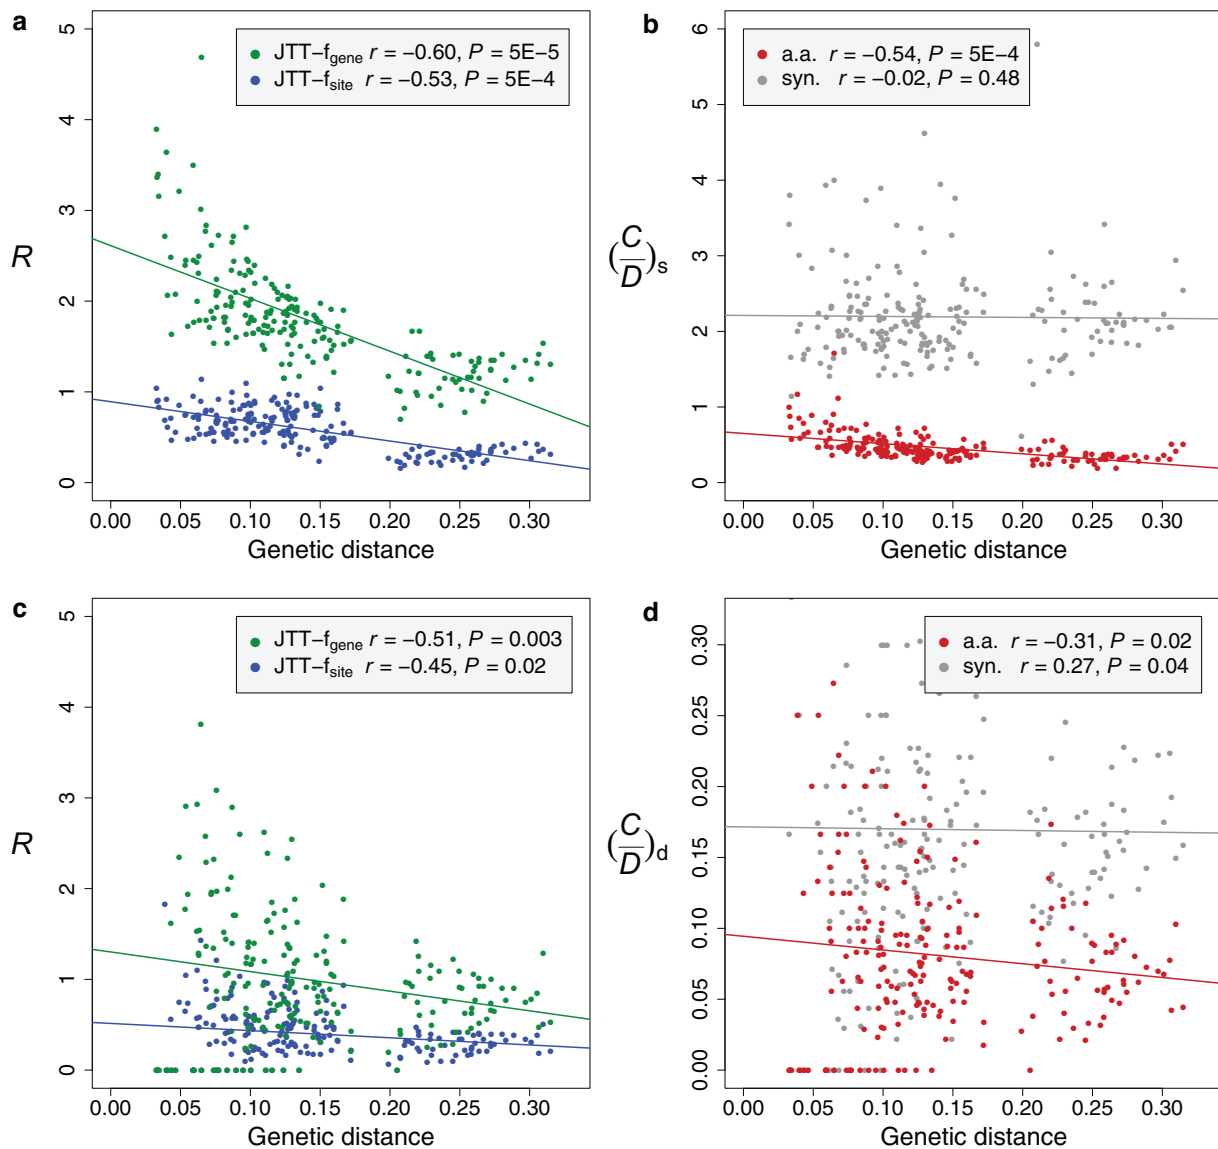 a
JTT−fgene r = −0.60, P = 5E−5
JTT−fsite r = −0.53, P = 5E−4
5
4
3
2
1
0
R
0.00 0.05 0.10 0.15 0.20 0.25 0.30
Genetic distance
b
a.a. r = −0.54, P = 5E−4
syn. r = −0.02, P = 0.48
6
5
4
3
2
1
0
(C/D)s
0.00 0.05 0.10 0.15 0.20 0.25 0.30
Genetic distance
c
JTT−fgene r = −0.51, P = 0.003
JTT−fsite r = −0.45, P = 0.02
5
4
3
2
1
0
R
0.00 0.05 0.10 0.15 0.20 0.25 0.30
Genetic distance
d
a.a. r = −0.31, P = 0.02
syn. r = 0.27, P = 0.04
0.30
0.25
0.20
0.15
0.10
0.05
0.00
(C/D)d
0.00 0.05 0.10 0.15 0.20 0.25 0.30
Genetic distance